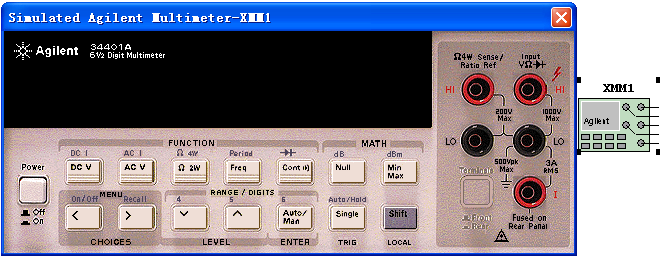 Simulated Agilent Multimeter-XMM1
Agilent 34401A
6½ Digit Multimeter
Ω4W Sense/ Ratio Ref
Input VΩ
HI HI
200V Max 1000V Max
LO LO
500Vpk Max
3A RMS
Terminals
I
Front
Rear
Fused on Rear Panel
FUNCTION MATH
DC I AC I Ω 4W Period dB dBm
DC V AC V Ω 2W Freq Cont Null Min Max
Power
Off
On
MENU RANGE / DIGITS
On/Off Recall 4 5 6 Auto/Hold
< > ˅ ˄ Auto/ Man Single Shift
CHOICES LEVEL ENTER TRIG LOCAL
XMM1
Agilent